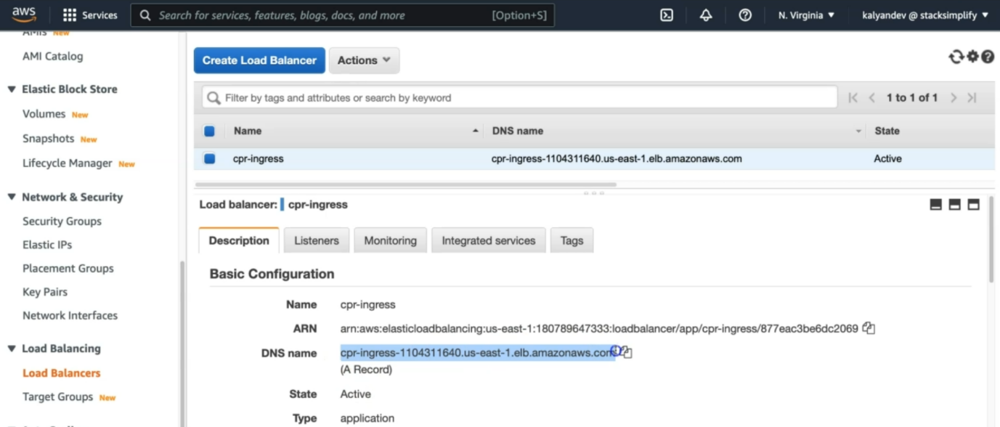 aws Services Search for services, features, blogs, docs, and more [Option+S] N. Virginia ▼ kalyandev @ stacksimplify ▼
AMIs New
AMI Catalog
Elastic Block Store
Volumes New
Snapshots New
Lifecycle Manager New
Network & Security
Security Groups
Elastic IPs
Placement Groups
Key Pairs
Network Interfaces
Load Balancing
Load Balancers
Target Groups New
Create Load Balancer Actions
Filter by tags and attributes or search by keyword 1 to 1 of 1
Name DNS name State
cpr-ingress cpr-ingress-1104311640.us-east-1.elb.amazonaws.com Active
Load balancer: cpr-ingress
Description Listeners Monitoring Integrated services Tags
Basic Configuration
Name cpr-ingress
ARN arn:aws:elasticloadbalancing:us-east-1:180789647333:loadbalancer/app/cpr-ingress/877eac3be6dc2069
DNS name cpr-ingress-1104311640.us-east-1.elb.amazonaws.com
(A Record)
State Active
Type application